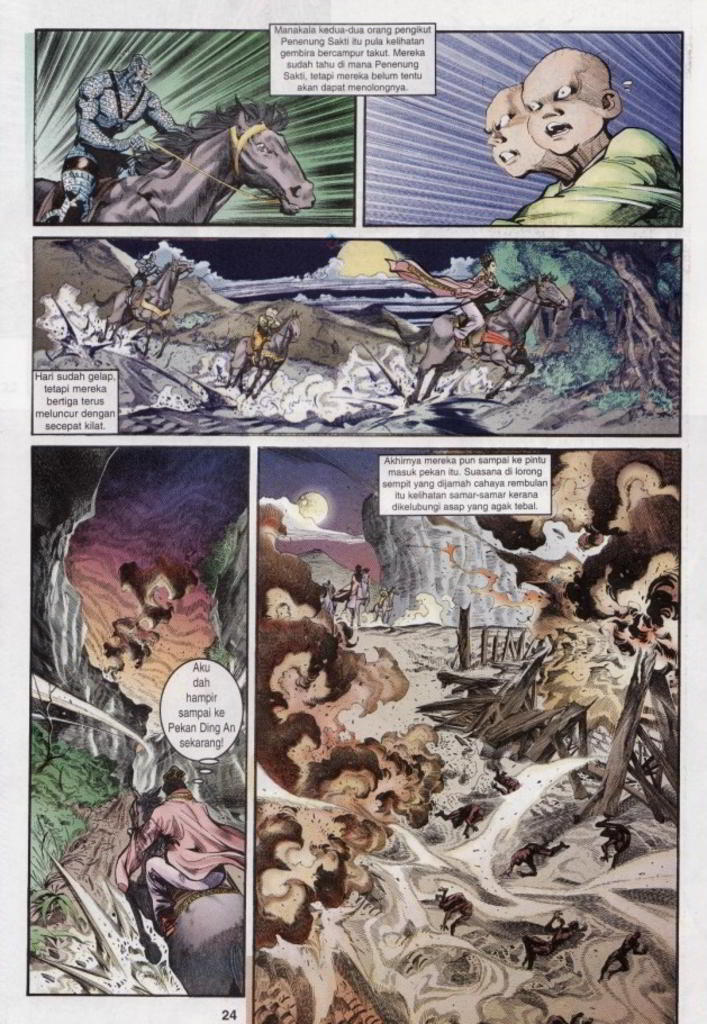 Manakala kedua-dua orang pengikut
Penenung Sakti itu pula kelihatan
gembira bercampur takut. Mereka
sudah tahu di mana Penenung
Sakti, tetapi mereka belum tentu
akan dapat menolongnya.
Hari sudah gelap,
tetapi mereka
bertiga terus
meluncur dengan
secepat kilat.
Aku
dah
hampir
sampai ke
Pekan Ding An
sekarang!
Akhirnya mereka pun sampai ke pintu
masuk pekan itu. Suasana di lorong
sempit yang dijamah cahaya rembulan
itu kelihatan samar-samar kerana
dikelubungi asap yang agak tebal.
24